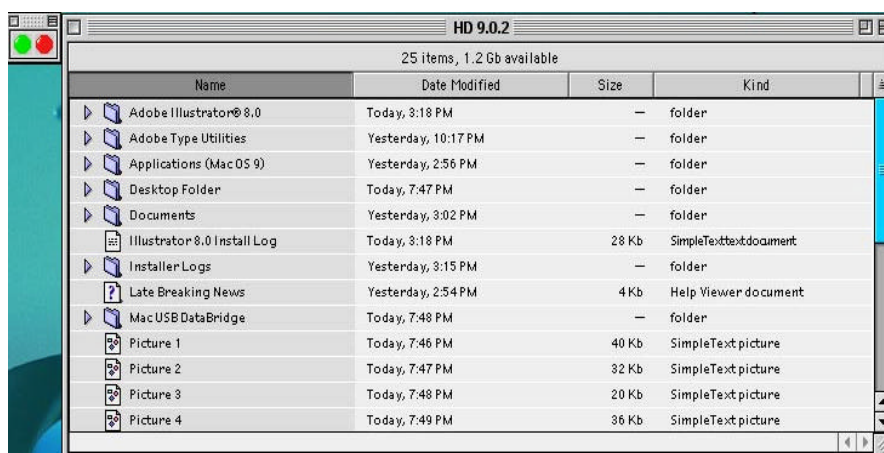 HD 9.0.2
25 items, 1.2 Gb available
Name Date Modified Size Kind
Adobe Illustrator® 8.0 Today, 3:18 PM — folder
Adobe Type Utilities Yesterday, 10:17 PM — folder
Applications (Mac OS 9) Yesterday, 2:56 PM — folder
Desktop Folder Today, 7:47 PM — folder
Documents Yesterday, 3:02 PM — folder
Illustrator 8.0 Install Log Today, 3:18 PM 28 Kb SimpleText text document
Installer Logs Yesterday, 3:15 PM — folder
Late Breaking News Yesterday, 2:54 PM 4 Kb Help Viewer document
Mac USB DataBridge Today, 7:48 PM — folder
Picture 1 Today, 7:46 PM 40 Kb SimpleText picture
Picture 2 Today, 7:47 PM 32 Kb SimpleText picture
Picture 3 Today, 7:48 PM 20 Kb SimpleText picture
Picture 4 Today, 7:49 PM 36 Kb SimpleText picture